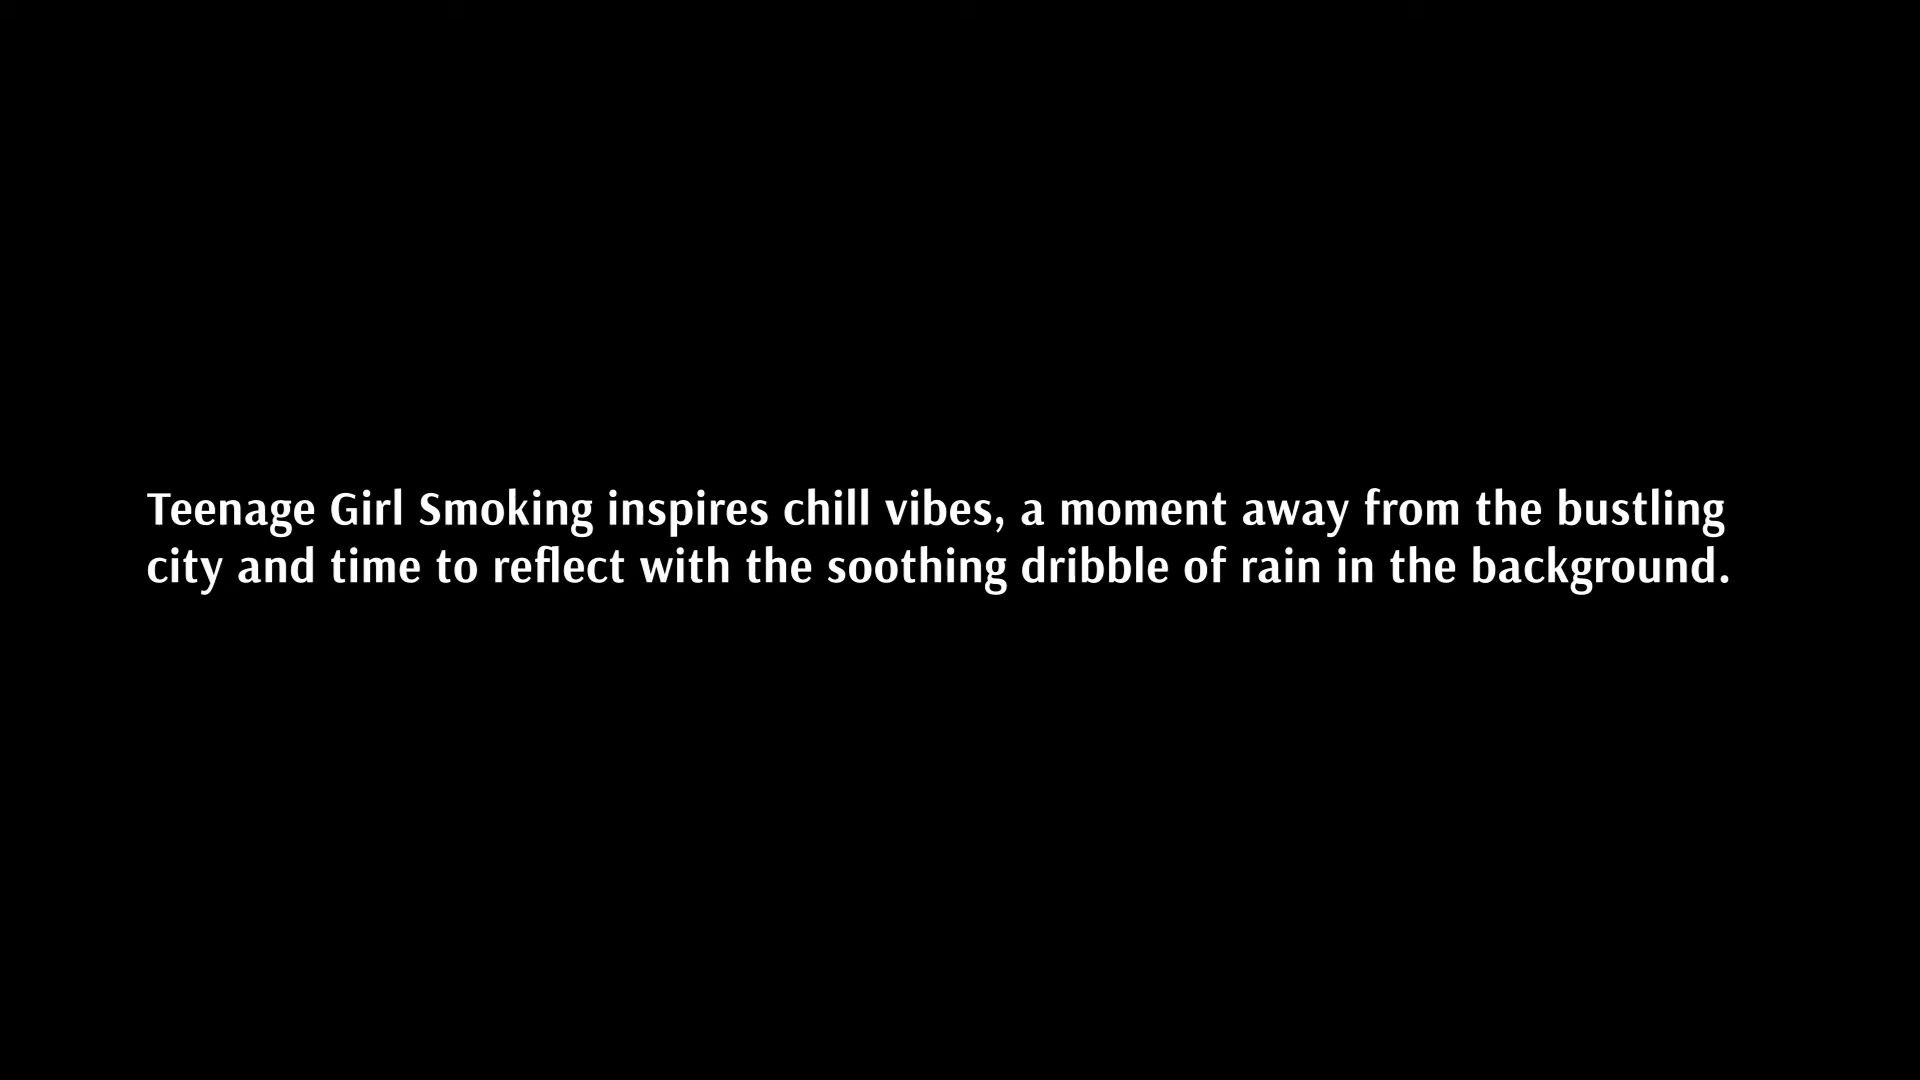 Teenage Girl Smoking inspires chill vibes, a moment away from the bustling
city and time to reflect with the soothing dribble of rain in the background.